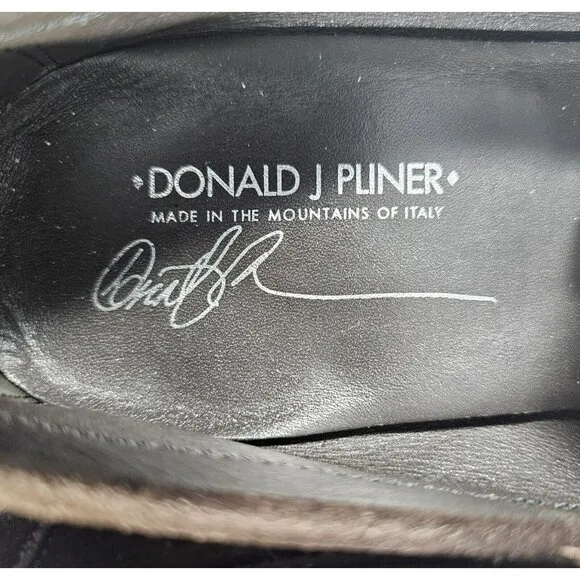 DONALD J PLINER
MADE IN THE MOUNTAINS OF ITALY